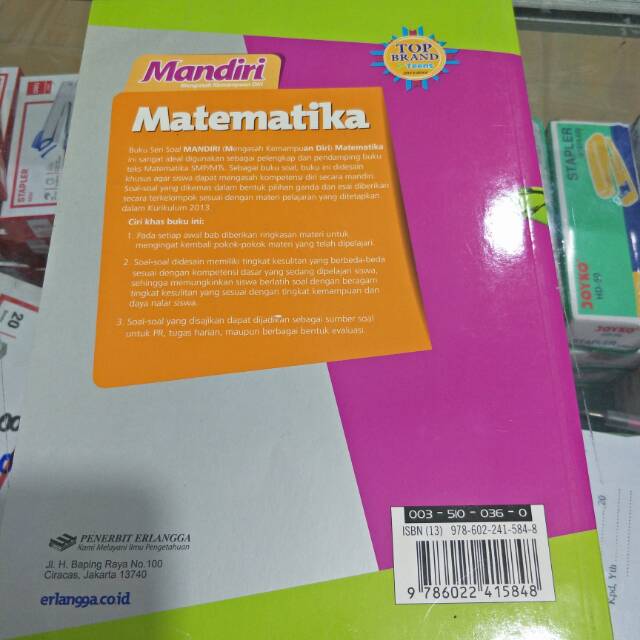 Mandiri
Mengasah Kemampuan Diri
TOP
BRAND
Teens
Matematika
Buku Seri Soal MANDIRI (Mengasah Kemampuan Diri) Matematika
ini sangat ideal digunakan sebagai pelengkap dan pendamping buku
teks Matematika SMP/MTs. Sebagai buku soal, buku ini didesain
khusus agar siswa dapat mengasah kompetensi diri secara mandiri.
Soal-soal yang dikemas dalam bentuk pilihan ganda dan esai diberikan
secara terkelompok sesuai dengan materi pelajaran yang ditetapkan
dalam Kurikulum 2013.
Ciri khas buku ini:
1. Pada setiap awal bab diberikan ringkasan materi untuk
mengingat kembali pokok-pokok materi yang telah dipelajari.
2. Soal-soal didesain memiliki tingkat kesulitan yang berbeda-beda
sesuai dengan kompetensi dasar yang sedang dipelajari siswa,
sehingga memungkinkan siswa berlatih soal dengan beragam
tingkat kesulitan yang sesuai dengan tingkat kemampuan dan
daya nalar siswa.
3. Soal-soal yang disajikan dapat dijadikan sebagai sumber soal
untuk PR, tugas harian, maupun berbagai bentuk evaluasi.
003 - 510 - 036 - 0
ISBN (13) 978-602-241-584-8
9 786022 415848
PENERBIT ERLANGGA
Kami Melayani Ilmu Pengetahuan
Jl. H. Baping Raya No.100
Ciracas, Jakarta 13740
erlangga.co.id
STAPLER
JOYKO
HD-
JOYKO
STAPLER
20
Kpd, Yth
20